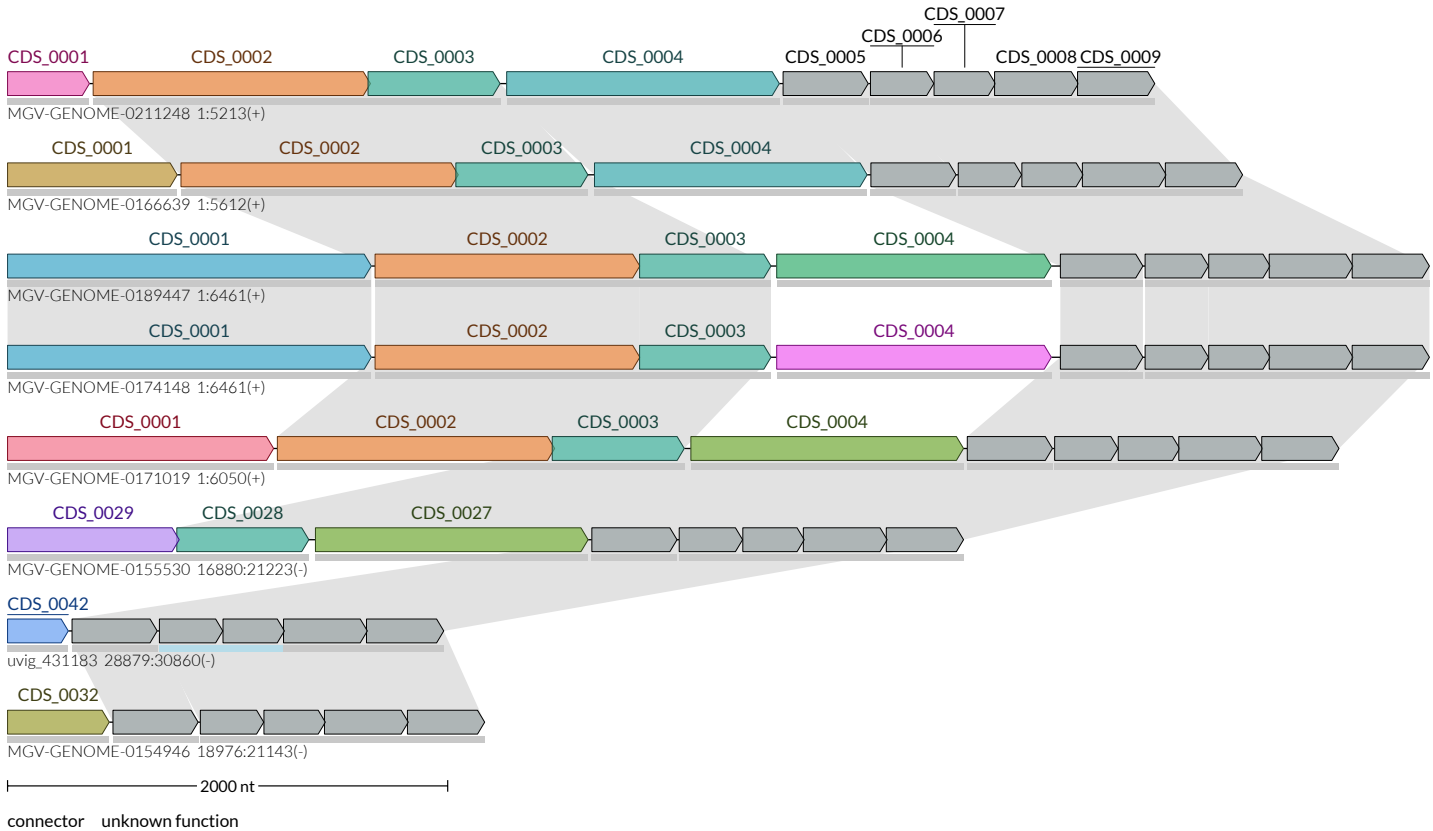 CDS_0007
CDS_0006
CDS_0001 CDS_0002 CDS_0003 CDS_0004 CDS_0005 CDS_0008 CDS_0009
MGV-GENOME-0211248 1:5213(+)
CDS_0001 CDS_0002 CDS_0003 CDS_0004
MGV-GENOME-0166639 1:5612(+)
CDS_0001 CDS_0002 CDS_0003 CDS_0004
MGV-GENOME-0189447 1:6461(+)
CDS_0001 CDS_0002 CDS_0003 CDS_0004
MGV-GENOME-0174148 1:6461(+)
CDS_0001 CDS_0002 CDS_0003 CDS_0004
MGV-GENOME-0171019 1:6050(+)
CDS_0029 CDS_0028 CDS_0027
MGV-GENOME-0155530 16880:21223(-)
CDS_0042
uvig_431183 28879:30860(-)
CDS_0032
MGV-GENOME-0154946 18976:21143(-)
2000 nt
connector unknown function